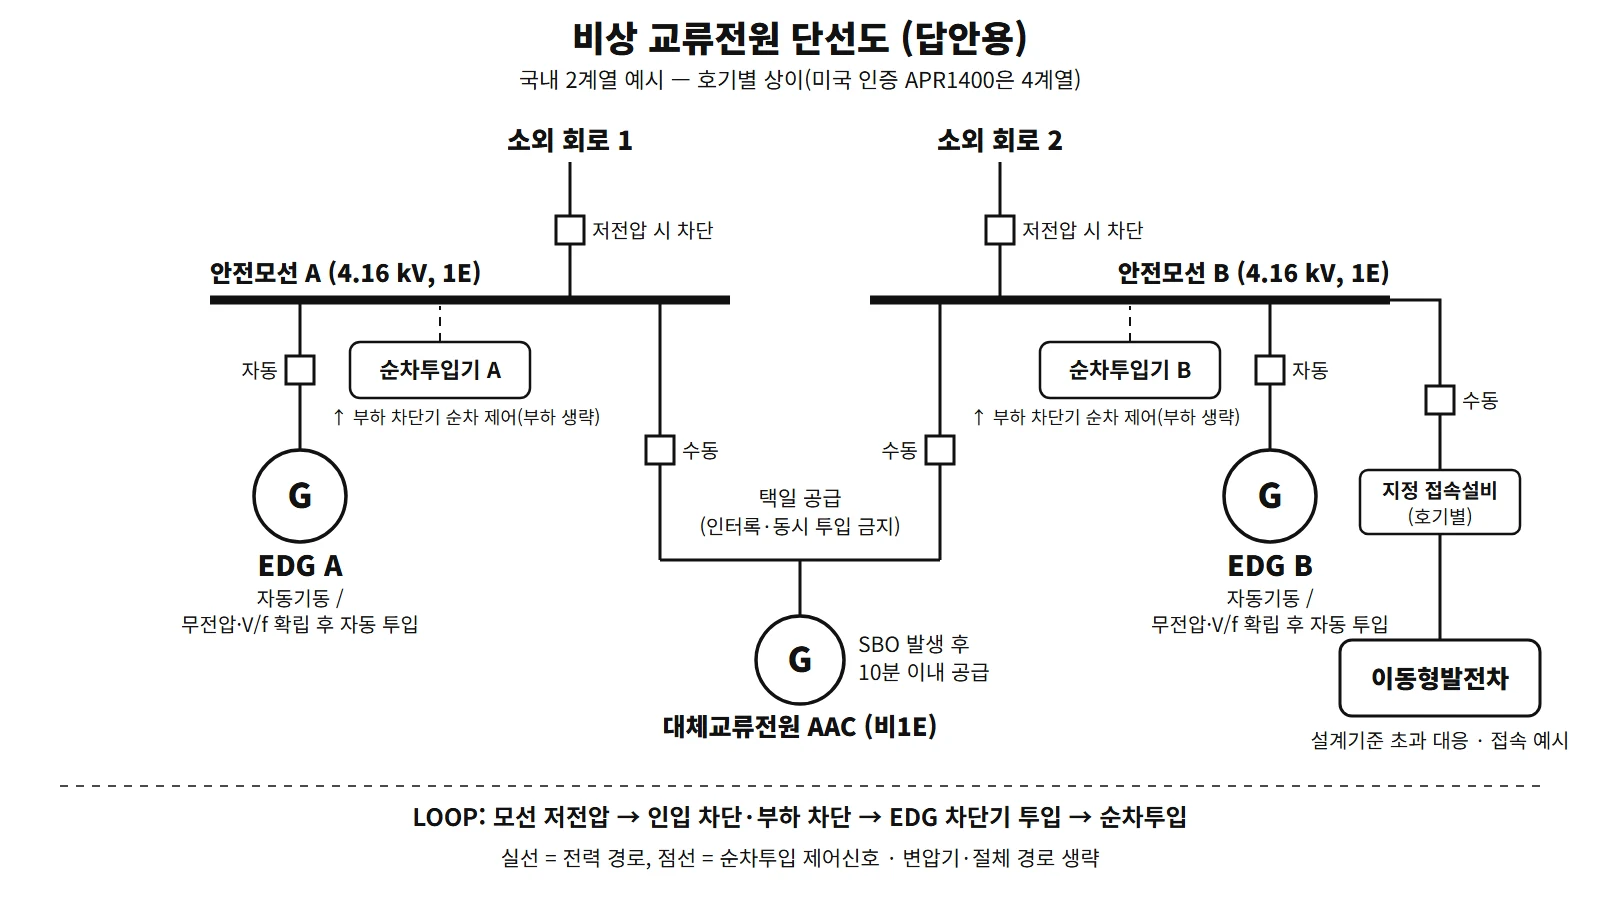 비상 교류전원 단선도 (답안용)
국내 2계열 예시 — 호기별 상이(미국 인증 APR1400은 4계열)
소외 회로 1
소외 회로 2
저전압 시 차단
저전압 시 차단
안전모선 A (4.16 kV, 1E)
안전모선 B (4.16 kV, 1E)
자동
순차투입기 A
순차투입기 B
자동
수동
↑ 부하 차단기 순차 제어(부하 생략)
↑ 부하 차단기 순차 제어(부하 생략)
수동
수동
G
택일 공급
(인터록·동시 투입 금지)
G
지정 접속설비
(호기별)
EDG A
자동기동 /
무전압·V/f 확립 후 자동 투입
EDG B
자동기동 /
무전압·V/f 확립 후 자동 투입
G
SBO 발생 후
10분 이내 공급
이동형발전차
대체교류전원 AAC (비1E)
설계기준 초과 대응 · 접속 예시
LOOP: 모선 저전압 → 인입 차단·부하 차단 → EDG 차단기 투입 → 순차투입
실선 = 전력 경로, 점선 = 순차투입 제어신호 · 변압기·절체 경로 생략